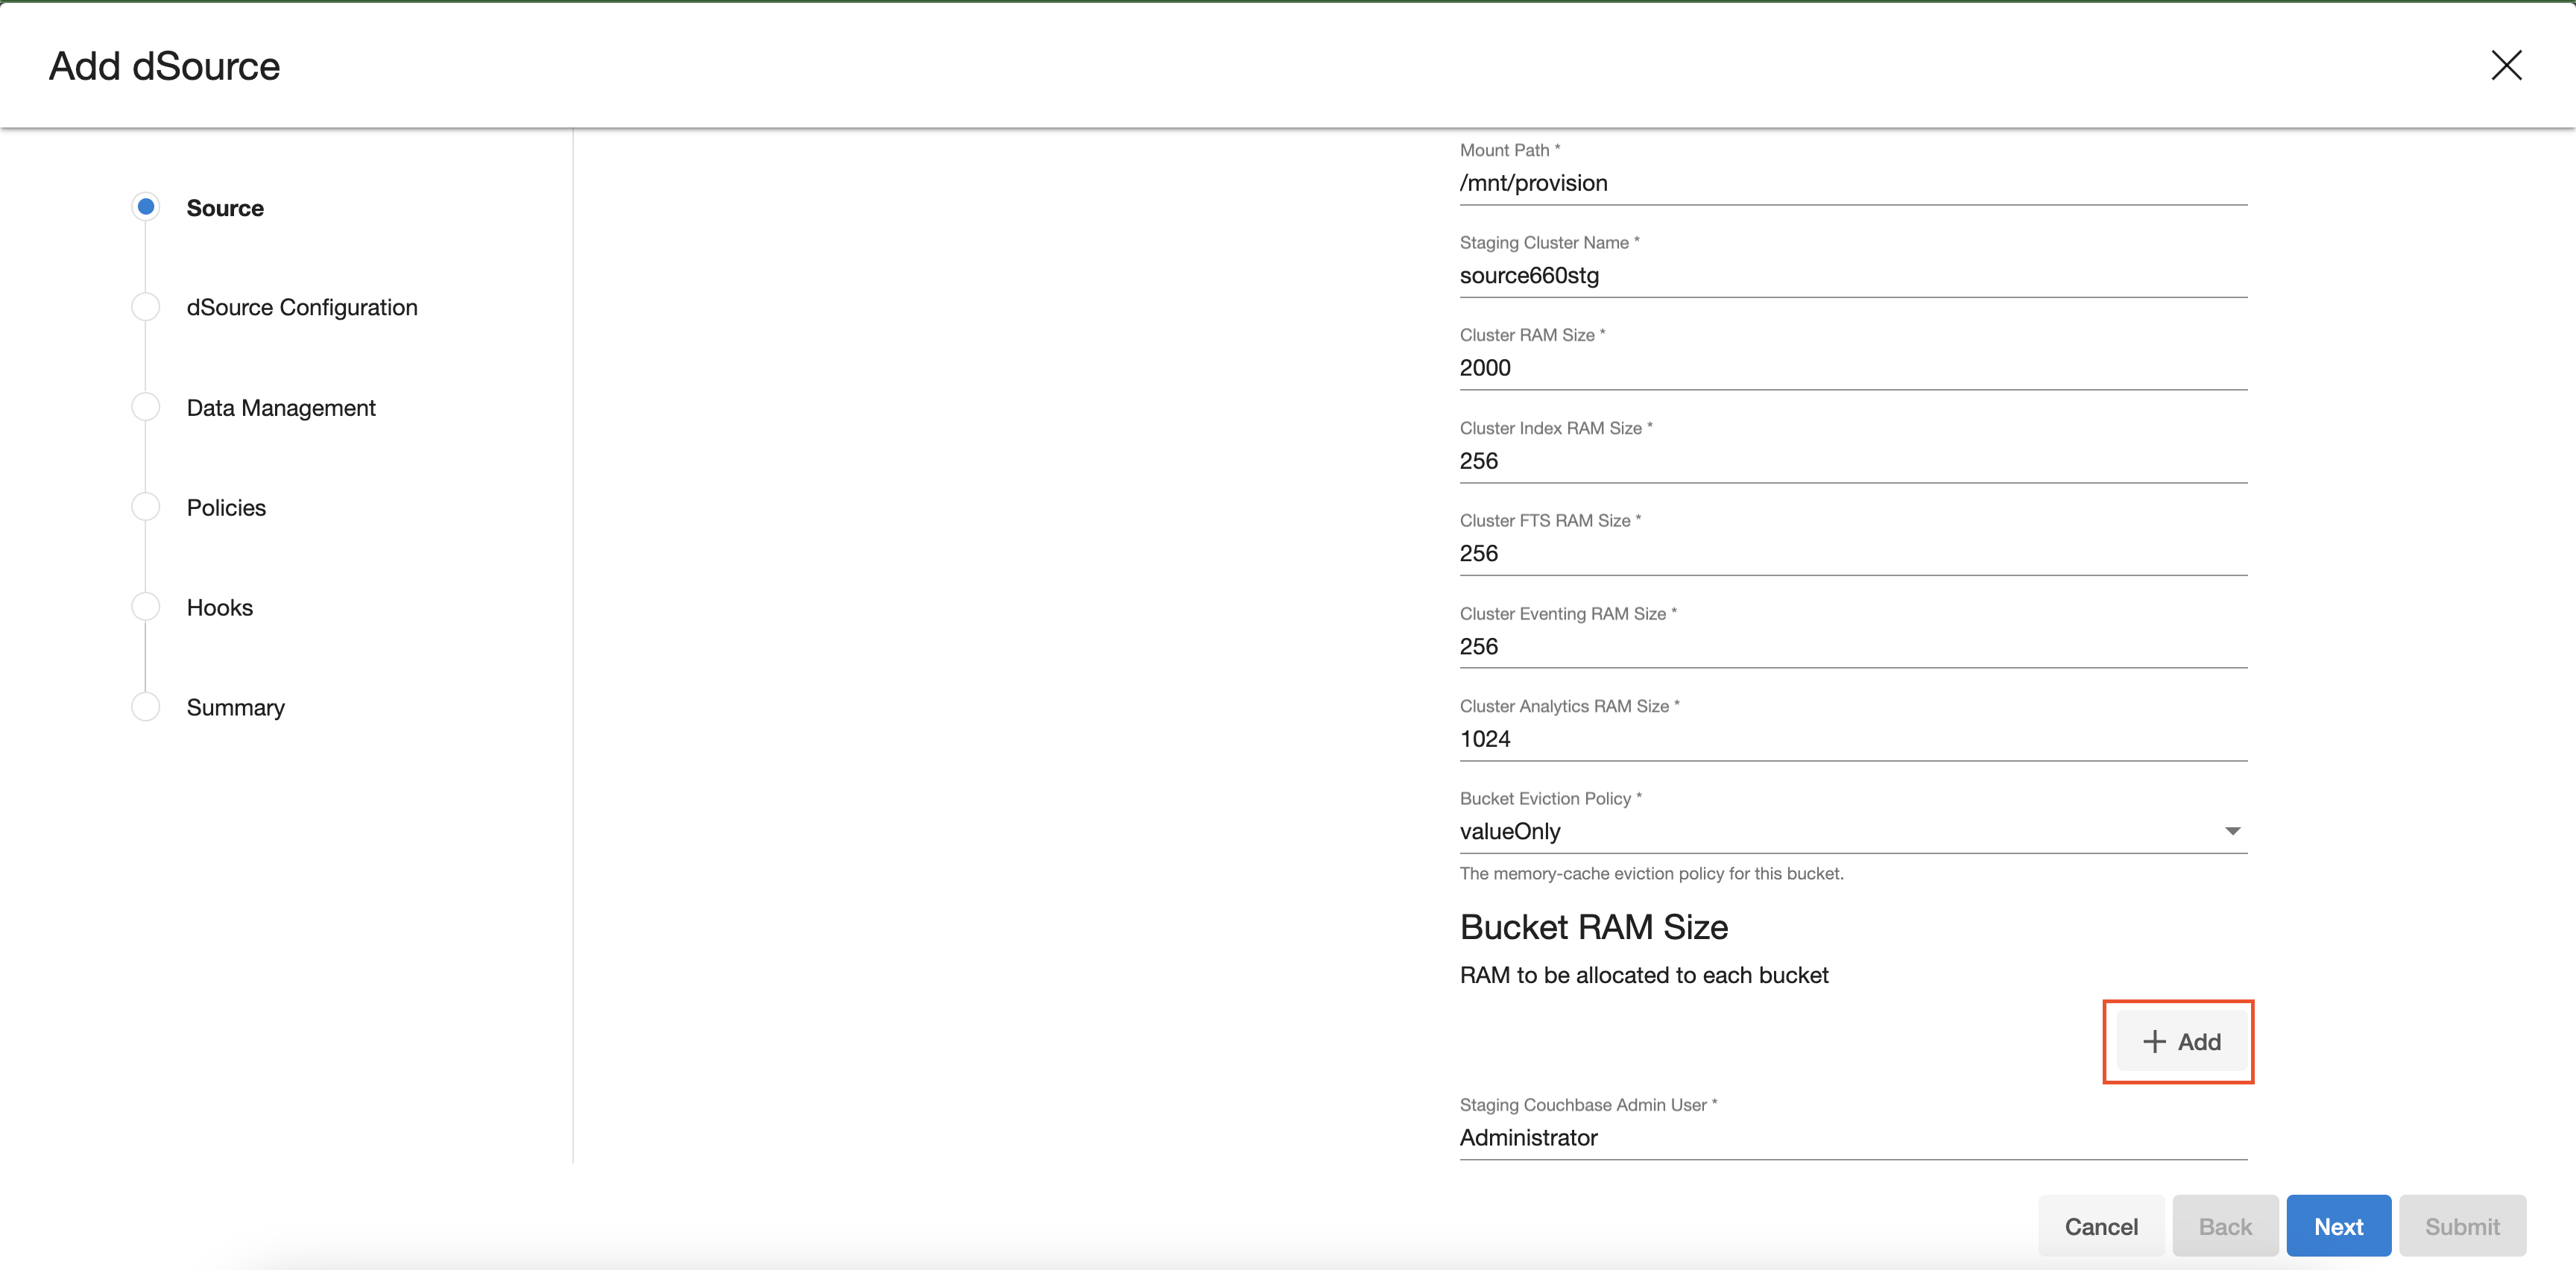 Add dSource
Source
dSource Configuration
Data Management
Policies
Hooks
Summary
Mount Path *
/mnt/provision
Staging Cluster Name *
source660stg
Cluster RAM Size *
2000
Cluster Index RAM Size *
256
Cluster FTS RAM Size *
256
Cluster Eventing RAM Size *
256
Cluster Analytics RAM Size *
1024
Bucket Eviction Policy *
valueOnly
The memory-cache eviction policy for this bucket.
Bucket RAM Size
RAM to be allocated to each bucket
+ Add
Staging Couchbase Admin User *
Administrator
Cancel Back Next Submit